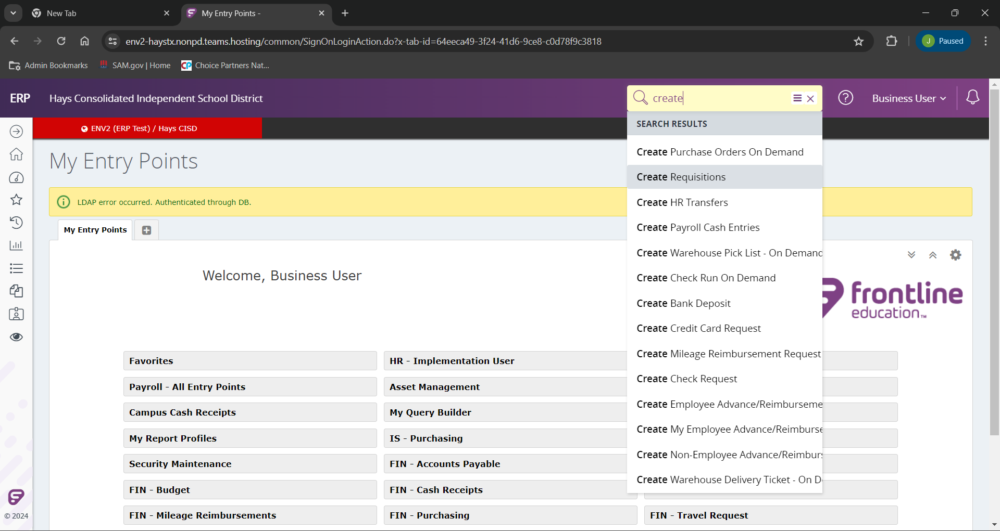 New Tab
My Entry Points -
env2-haystx.nonpd.teams.hosting/common/SignOnLoginAction.do?x-tab-id=64eeca49-3f24-41d6-9ce8-c0d78f9c3818
J Paused
Admin Bookmarks
SAM.gov | Home
CP Choice Partners Nat...
ERP Hays Consolidated Independent School District
create
Business User
ENV2 (ERP Test) / Hays CISD
SEARCH RESULTS
Create Purchase Orders On Demand
Create Requisitions
Create HR Transfers
Create Payroll Cash Entries
Create Warehouse Pick List - On Demand
Create Check Run On Demand
Create Bank Deposit
Create Credit Card Request
Create Mileage Reimbursement Request
Create Check Request
Create Employee Advance/Reimburseme
Create My Employee Advance/Reimburse
Create Non-Employee Advance/Reimburs
Create Warehouse Delivery Ticket - On D
My Entry Points
LDAP error occurred. Authenticated through DB.
My Entry Points
Welcome, Business User
frontline
education™
Favorites
HR - Implementation User
Payroll - All Entry Points
Asset Management
Campus Cash Receipts
My Query Builder
My Report Profiles
IS - Purchasing
Security Maintenance
FIN - Accounts Payable
FIN - Budget
FIN - Cash Receipts
FIN - Mileage Reimbursements
FIN - Purchasing
FIN - Travel Request
© 2024